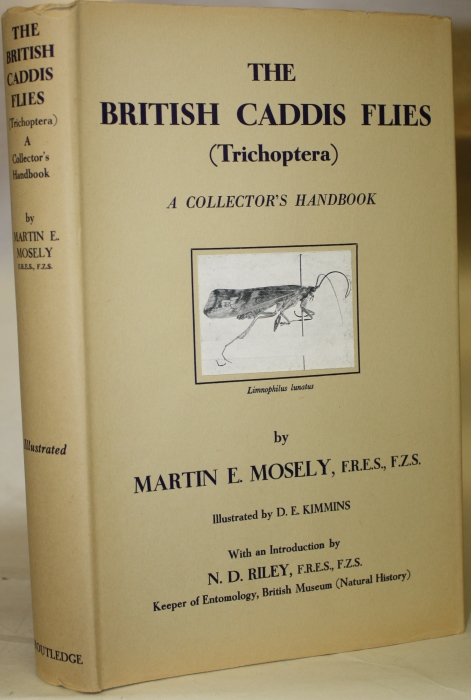 THE
BRITISH
CADDIS
FLIES
(Trichoptera)
A
Collector's
Handbook
by
MARTIN E.
MOSELY
F.R.E.S., F.Z.S.
Illustrated
ROUTLEDGE
THE
BRITISH CADDIS FLIES
(Trichoptera)
A COLLECTOR'S HANDBOOK
Limnophilus lunatus
by
MARTIN E. MOSELY, F.R.E.S., F.Z.S.
Illustrated by D. E. KIMMINS
With an Introduction by
N. D. RILEY, F.R.E.S., F.Z.S.
Keeper of Entomology, British Museum (Natural History)